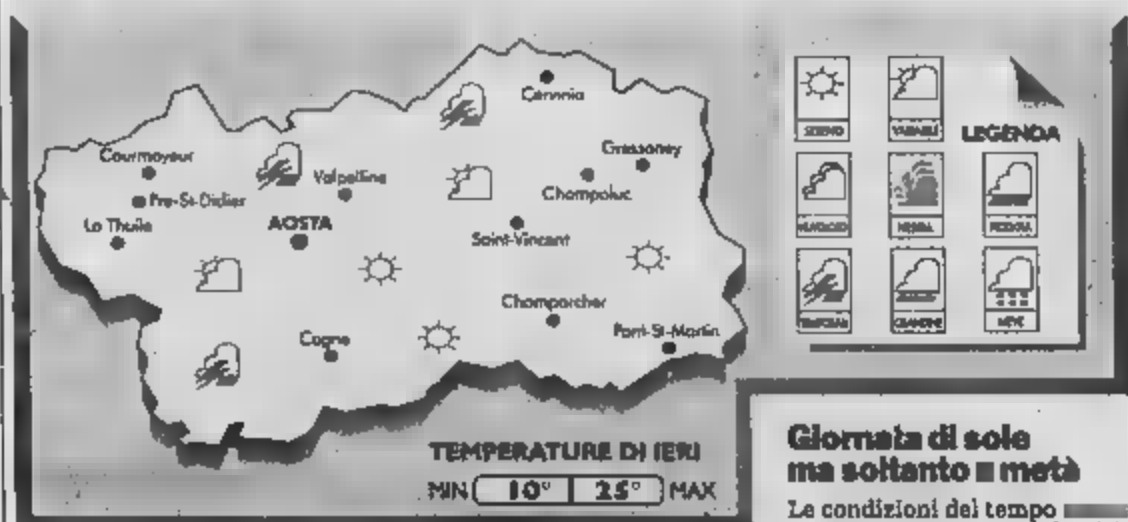 Cervinia
Courmayeur
Gressoney
Valpelline
Champoluc
Pre-St-Didier
La Thuile
AOSTA
Saint-Vincent
Champorcher
Pont-St-Martin
Cogne
TEMPERATURE DI IERI
MIN 10° 25° MAX
SERENO
VARIABILE
LEGENDA
NUVOLOSO
NEBBIA
PIOGGIA
TEMPORALI
GRANDINE
NEVE
Giornata di sole
ma soltanto a metà
Le condizioni del tempo